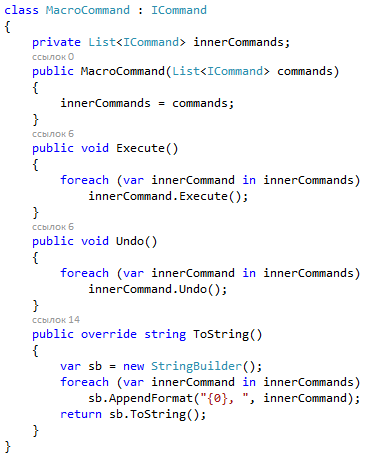 class MacroCommand : ICommand
{
    private List<ICommand> innerCommands;
    ссылок 0
    public MacroCommand(List<ICommand> commands)
    {
        innerCommands = commands;
    }
    ссылок 6
    public void Execute()
    {
        foreach (var innerCommand in innerCommands)
            innerCommand.Execute();
    }
    ссылок 6
    public void Undo()
    {
        foreach (var innerCommand in innerCommands)
            innerCommand.Undo();
    }
    ссылок 14
    public override string ToString()
    {
        var sb = new StringBuilder();
        foreach (var innerCommand in innerCommands)
            sb.AppendFormat("{0}, ", innerCommand);
        return sb.ToString();
    }
}